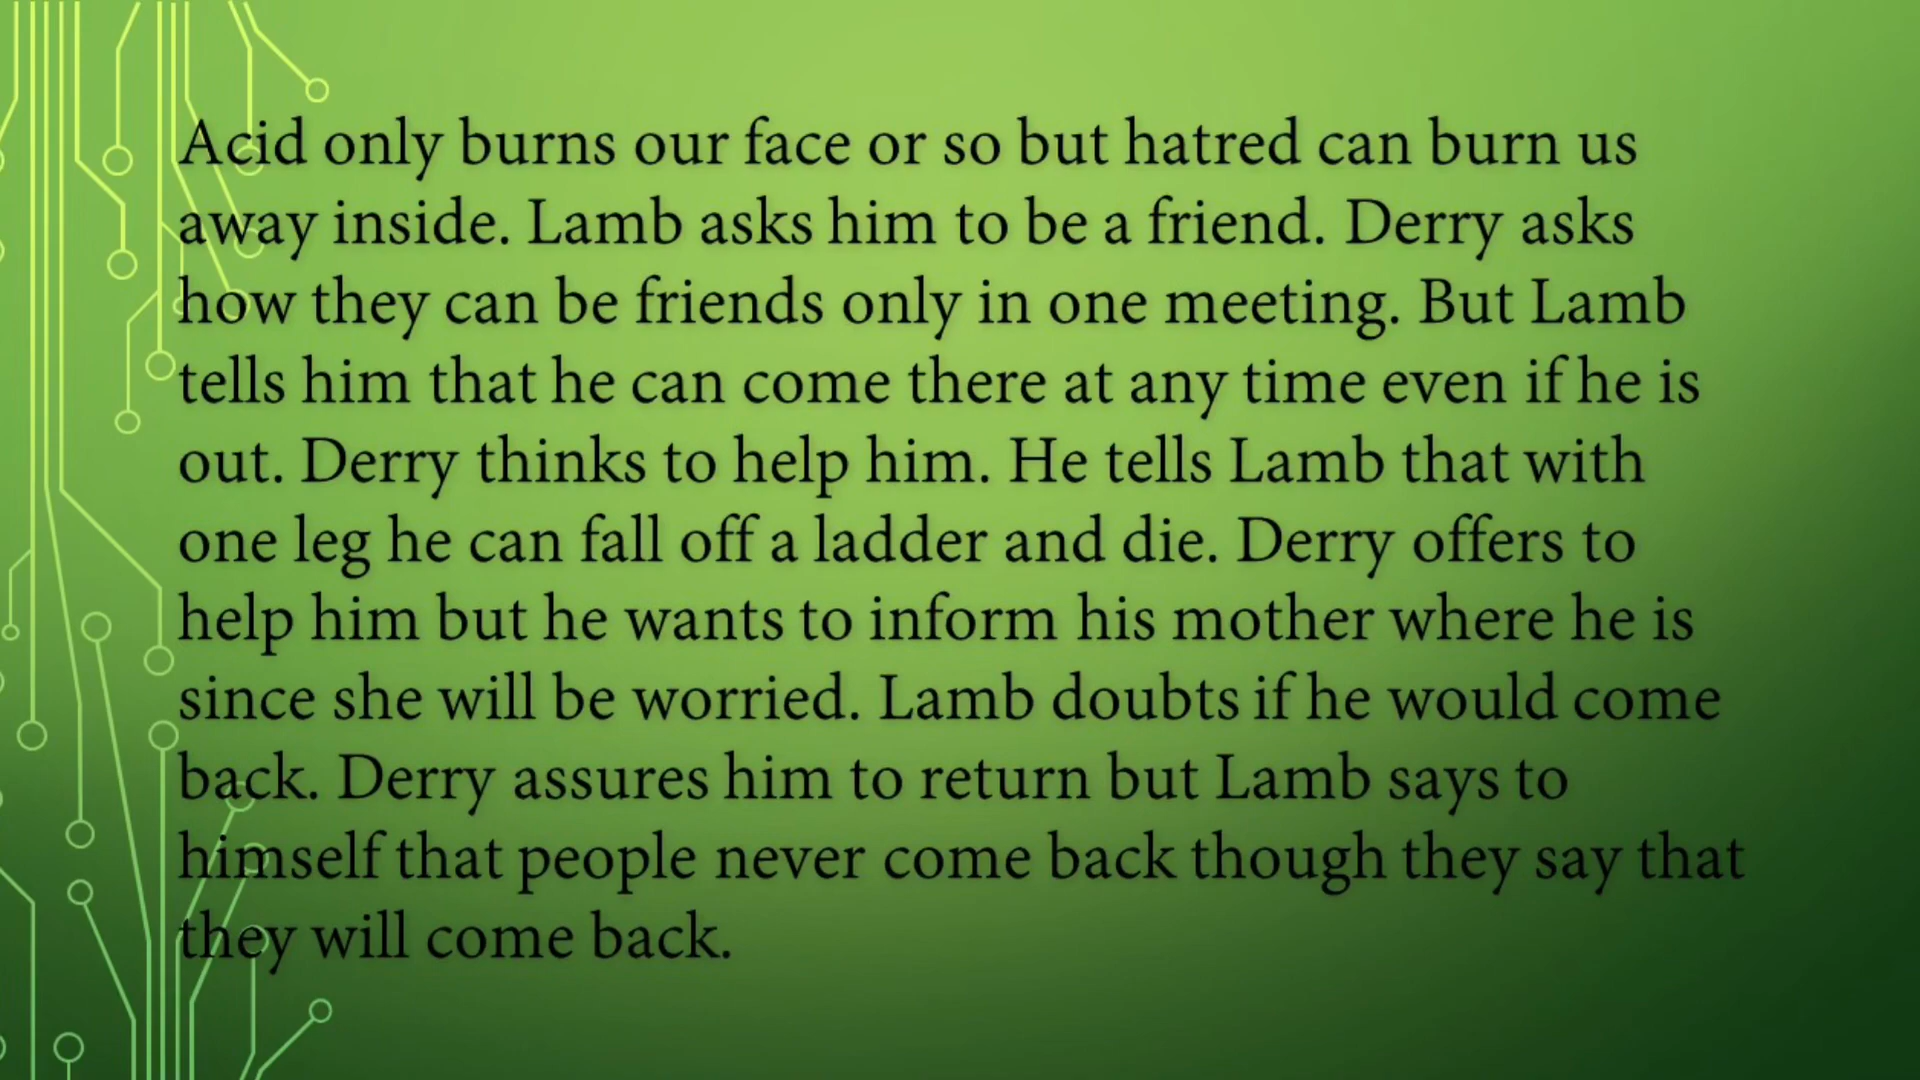 Acid only burns our face or so but hatred can burn us
away inside. Lamb asks him to be a friend. Derry asks
how they can be friends only in one meeting. But Lamb
tells him that he can come there at any time even if he is
out. Derry thinks to help him. He tells Lamb that with
one leg he can fall off a ladder and die. Derry offers to
help him but he wants to inform his mother where he is
since she will be worried. Lamb doubts if he would come
back. Derry assures him to return but Lamb says to
himself that people never come back though they say that
they will come back.